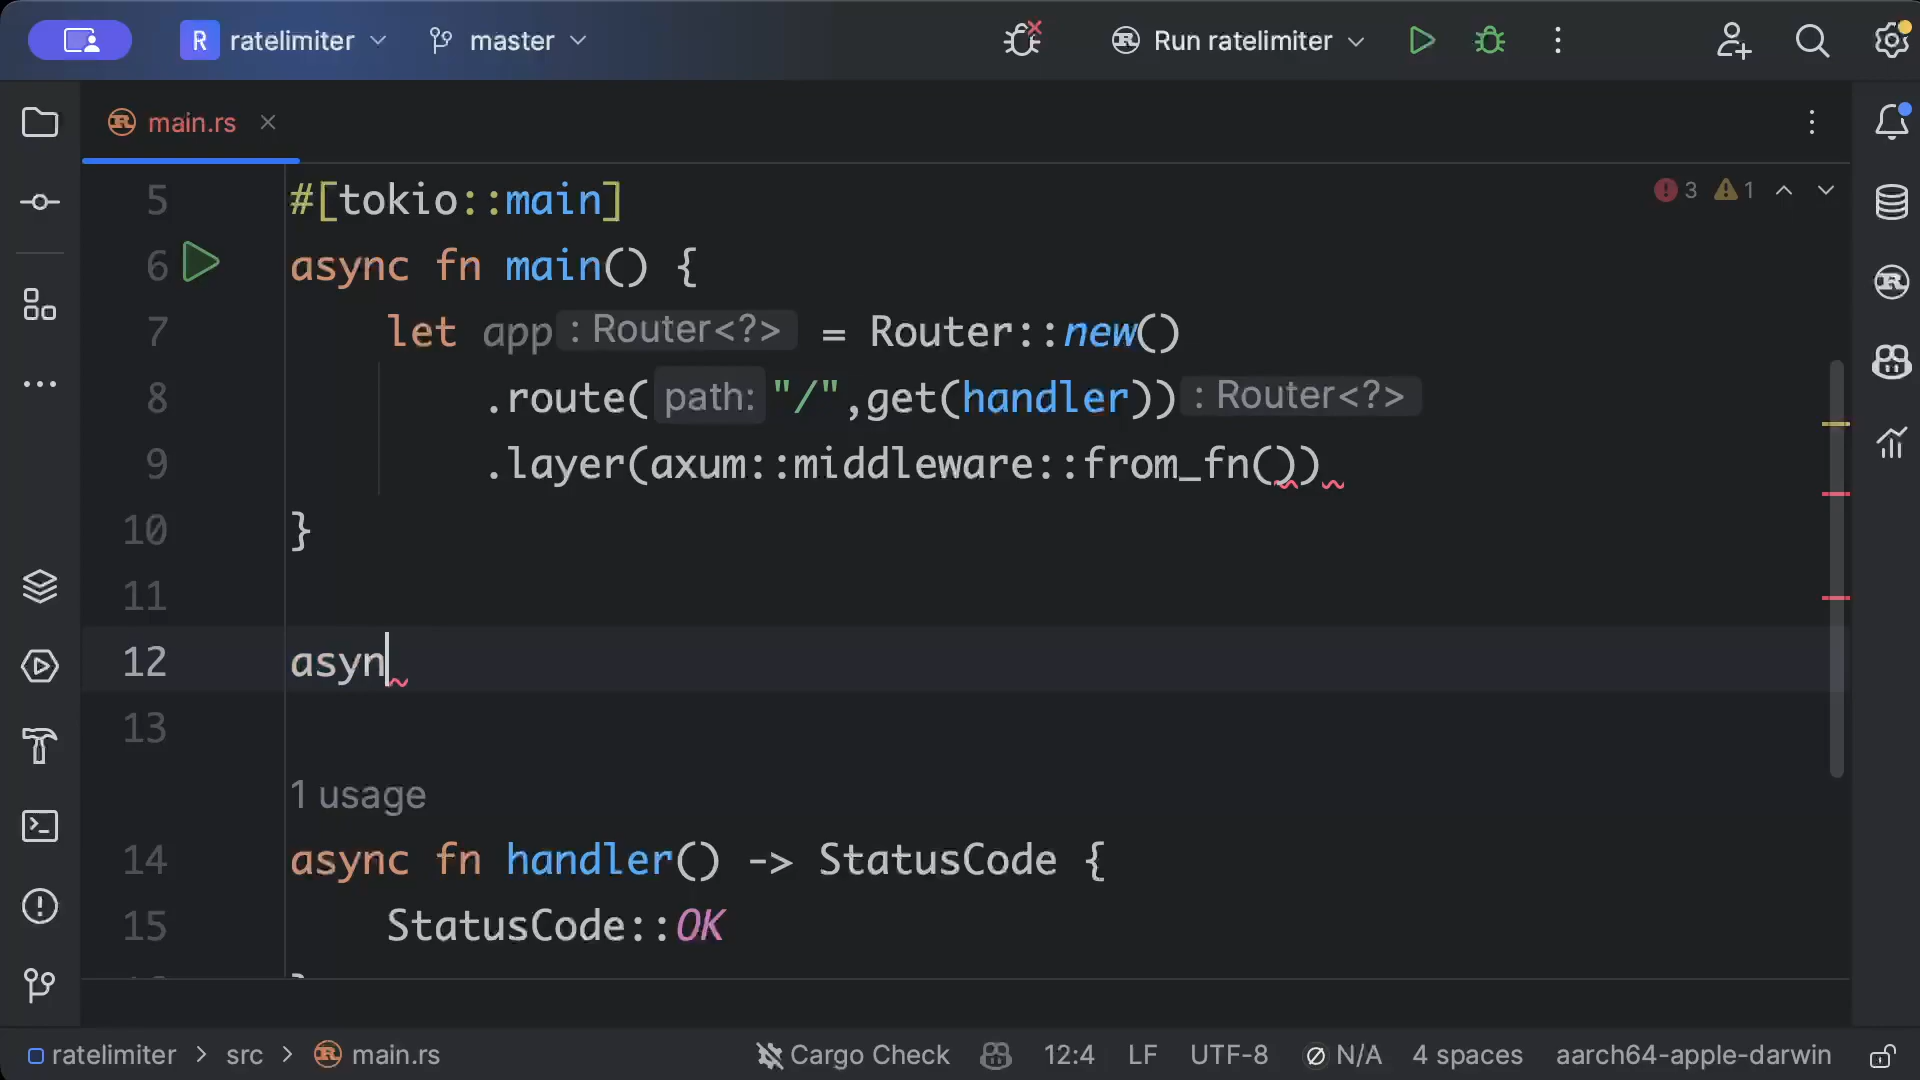 R ratelimiter master Run ratelimiter
main.rs
5 #[tokio::main]
3 1
6 async fn main() {
7 let app : Router<?> = Router::new()
8 .route( path: "/",get(handler)) : Router<?>
9 .layer(axum::middleware::from_fn())
10 }
11
12 asyn
13
1 usage
14 async fn handler() -> StatusCode {
15 StatusCode::OK
ratelimiter > src > main.rs Cargo Check 12:4 LF UTF-8 N/A 4 spaces aarch64-apple-darwin